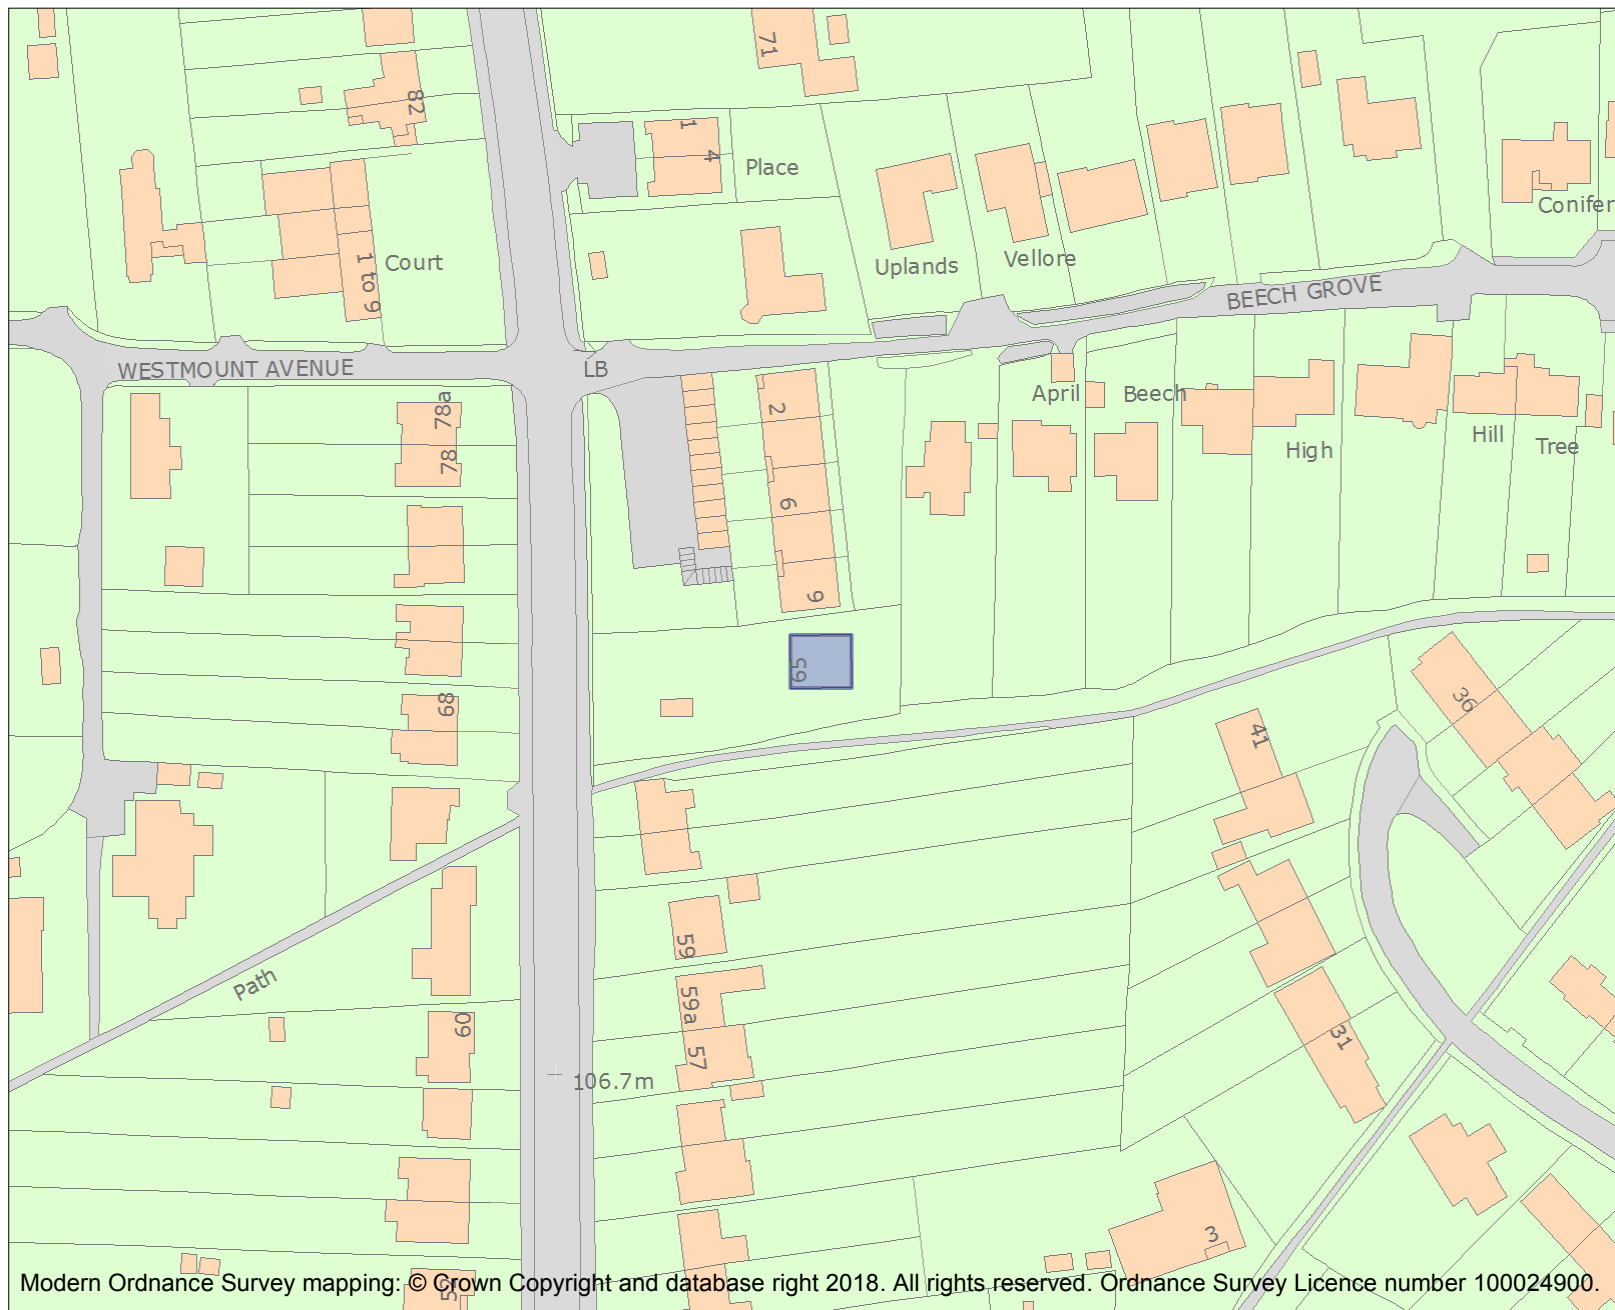 71
82
1
4
Place
Conifer
Court
1 to 9
Uplands
Vellore
BEECH GROVE
WESTMOUNT AVENUE
LB
78a
78
2
6
9
April
Beech
High
Hill
Tree
65
68
36
41
59
59a
57
Path
60
106.7m
31
3
Modern Ordnance Survey mapping: © Crown Copyright and database right 2018. All rights reserved. Ordnance Survey Licence number 100024900.